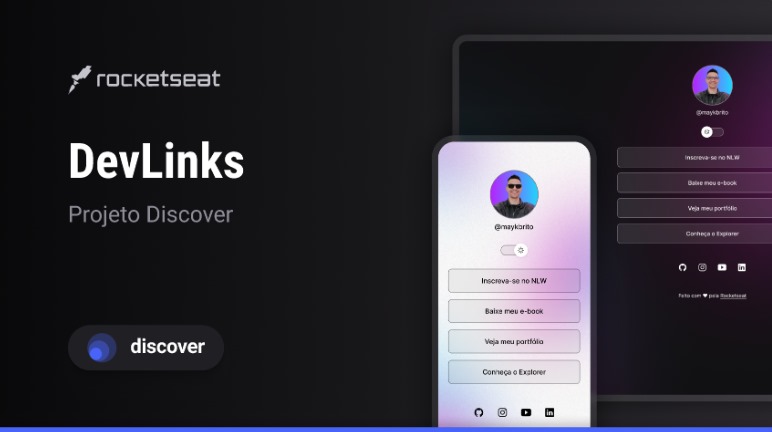 rocketseat
DevLinks
Projeto Discover
discover
@maykbrito
Inscreva-se no NLW
Baixe meu e-book
Veja meu portfólio
Conheça o Explorer
@maykbrito
Inscreva-se no NLW
Baixe meu e-book
Veja meu portfólio
Conheça o Explorer
Feito com ♥ pela Rocketseat